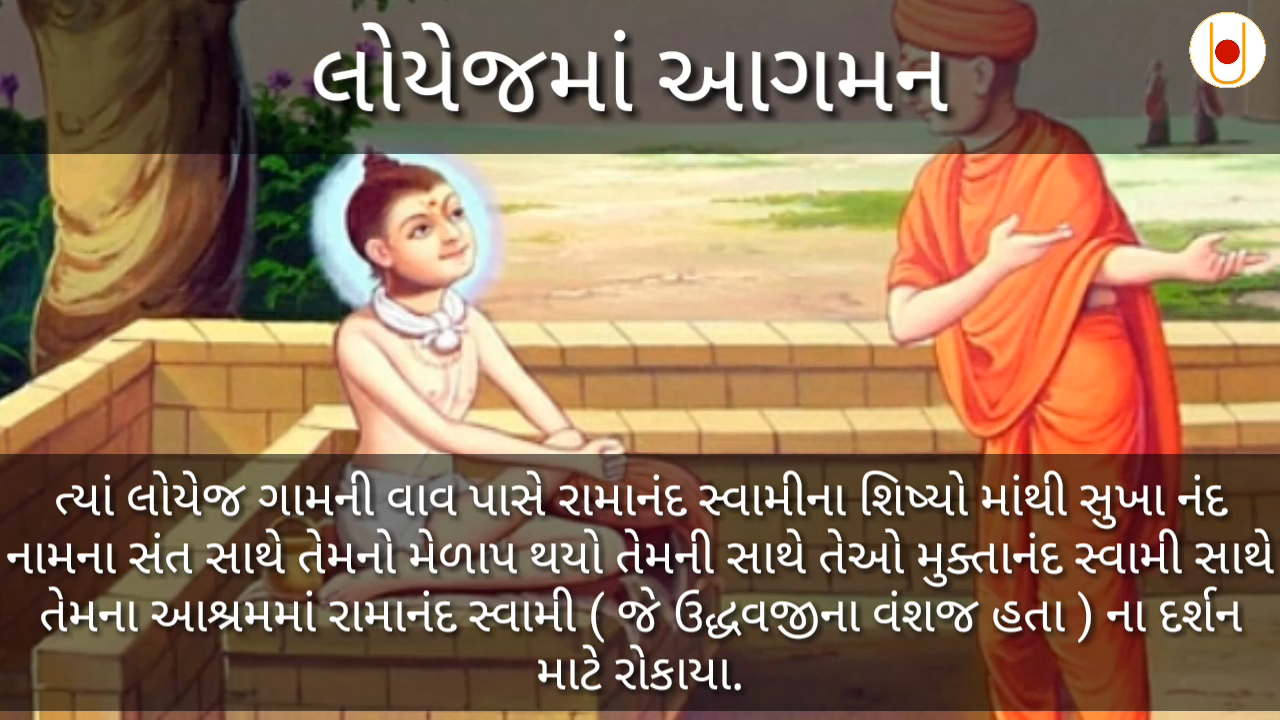 લોયેજમાં આગમન
ત્યાં લોયેજ ગામની વાવ પાસે રામાનંદ સ્વામીના શિષ્યો માંથી સુખા નંદ
નામના સંત સાથે તેમનો મેળાપ થયો તેમની સાથે તેઓ મુક્તાનંદ સ્વામી સાથે
તેમના આશ્રમમાં રામાનંદ સ્વામી ( જે ઉદ્ધવજીના વંશજ હતા ) ના દર્શન
માટે રોકાયા.